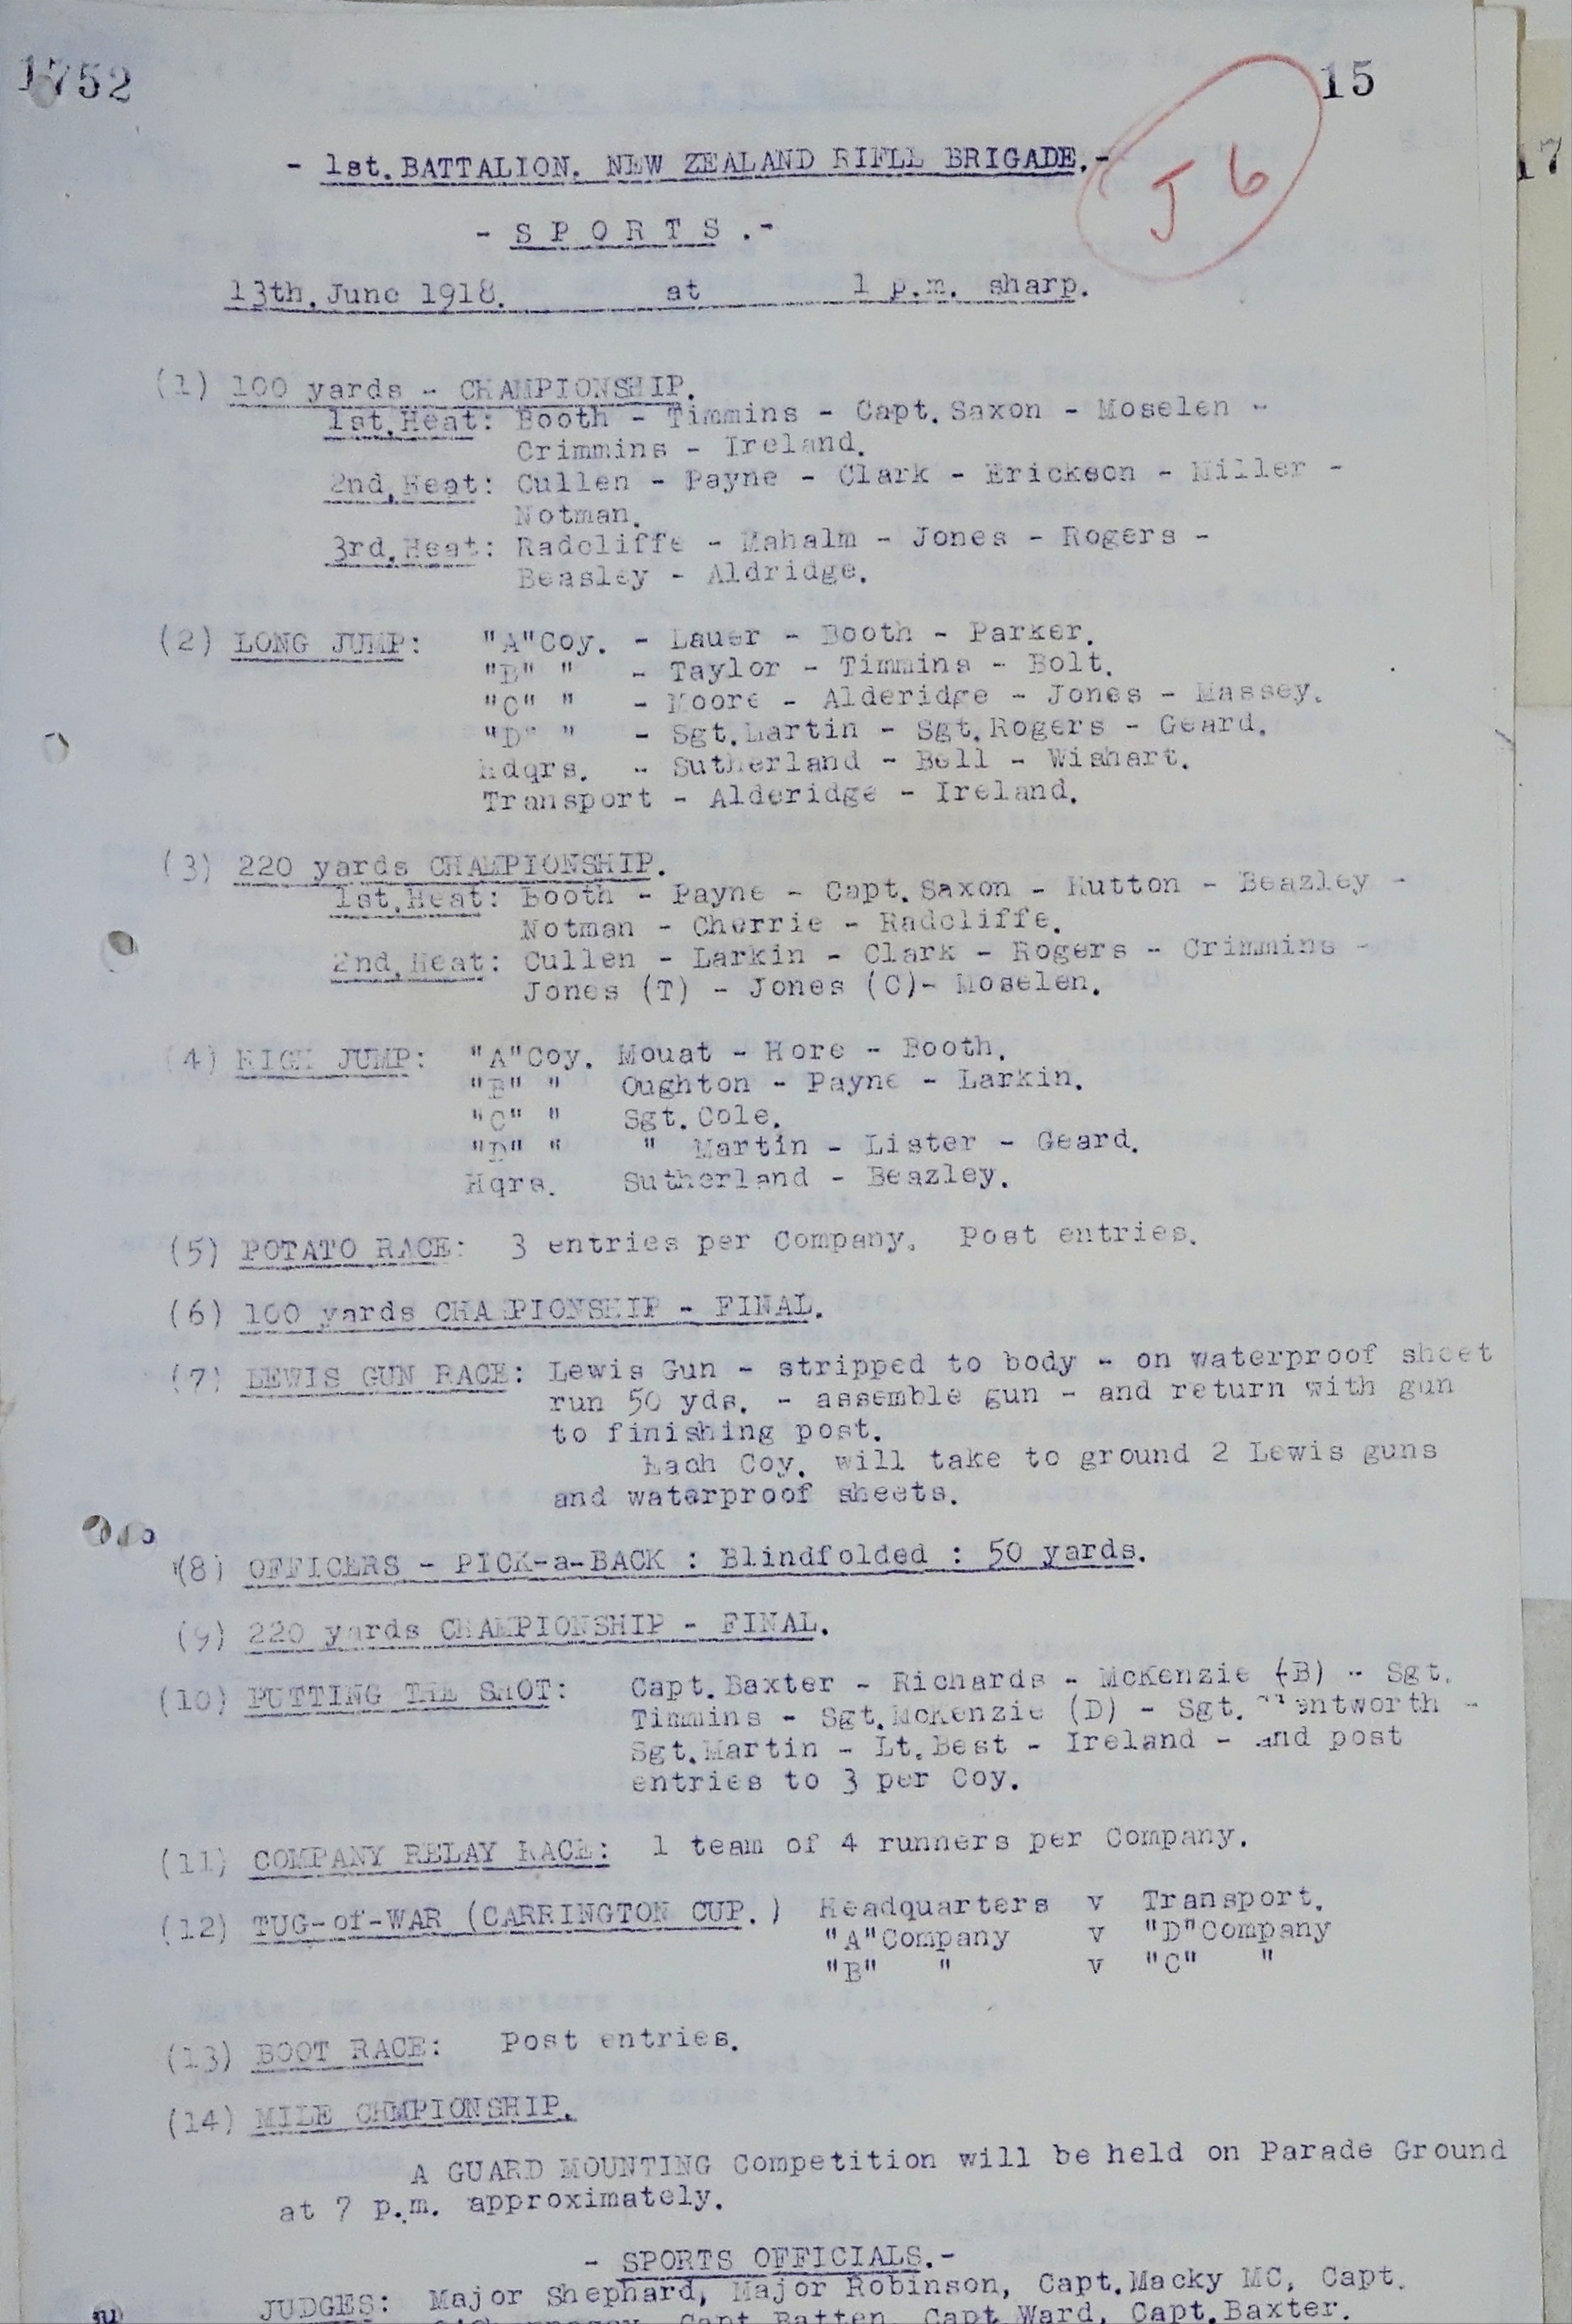 1752
15
17
J 6
- 1st. BATTALION. NEW ZEALAND RIFLE BRIGADE.-
- S P O R T S .-
13th. June 1918. at 1 p.m. sharp.
(1) 100 yards - CHAMPIONSHIP.
1st. Heat: Booth - Timmins - Capt. Saxon - Moselen -
Crimmins - Ireland.
2nd. Heat: Cullen - Payne - Clark - Erickson - Miller -
Notman.
3rd. Heat: Radcliffe - Mahalm - Jones - Rogers -
Beasley - Aldridge.
(2) LONG JUMP: "A"Coy. - Lauer - Booth - Parker.
"B" " - Taylor - Timmins - Bolt.
"C" " - Moore - Alderidge - Jones - Massey.
"D" " - Sgt. Martin - Sgt. Rogers - Geard.
Hdqrs. - Sutherland - Bell - Wishart.
Transport - Alderidge - Ireland.
(3) 220 yards CHAMPIONSHIP.
1st. Heat: Booth - Payne - Capt. Saxon - Hutton - Beazley -
Notman - Cherrie - Radcliffe.
2nd. Heat: Cullen - Larkin - Clark - Rogers - Crimmins -
Jones (T) - Jones (C)- Moselen.
(4) HIGH JUMP: "A"Coy. Mouat - Hore - Booth.
"B" " Oughton - Payne - Larkin.
"C" " Sgt. Cole.
"D" " " Martin - Lister - Geard.
Hqrs. Sutherland - Beazley.
(5) POTATO RACE: 3 entries per Company. Post entries.
(6) 100 yards CHAMPIONSHIP - FINAL.
(7) LEWIS GUN RACE: Lewis Gun - stripped to body - on waterproof sheet
run 50 yds. - assemble gun - and return with gun
to finishing post.
Each Coy. will take to ground 2 Lewis guns
and waterproof sheets.
(8) OFFICERS - PICK-a-BACK : Blindfolded : 50 yards.
(9) 220 yards CHAMPIONSHIP - FINAL.
(10) PUTTING THE SHOT: Capt. Baxter - Richards - McKenzie (B) - Sgt.
Timmins - Sgt. McKenzie (D) - Sgt. Wentworth -
Sgt. Martin - Lt. Best - Ireland - and post
entries to 3 per Coy.
(11) COMPANY RELAY RACE: 1 team of 4 runners per Company.
(12) TUG-of-WAR (CARRINGTON CUP.) Headquarters v Transport.
"A"Company v "D"Company
"B" " v "C" "
(13) BOOT RACE: Post entries.
(14) MILE CHMPIONSHIP.
A GUARD MOUNTING Competition will be held on Parade Ground
at 7 p.m. approximately.
- SPORTS OFFICIALS.-
JUDGES: Major Shephard, Major Robinson, Capt. Macky MC, Capt.
Capt. Batten, Capt. Ward, Capt. Baxter.